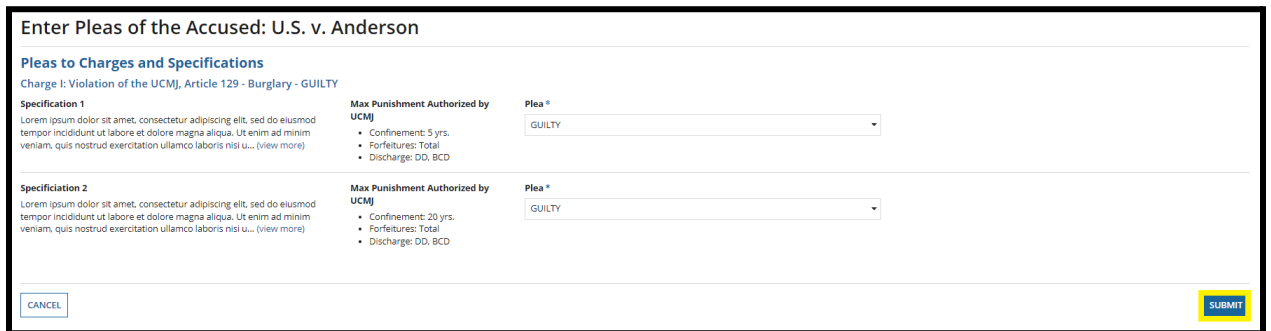 Enter Pleas of the Accused: U.S. v. Anderson
Pleas to Charges and Specifications
Charge I: Violation of the UCMJ, Article 129 - Burglary - GUILTY
Specification 1
Lorem ipsum dolor sit amet, consectetur adipiscing elit, sed do eiusmod
tempor incididunt ut labore et dolore magna aliqua. Ut enim ad minim
veniam, quis nostrud exercitation ullamco laboris nisi u... (view more)
Max Punishment Authorized by
UCMJ
• Confinement: 5 yrs.
• Forfeitures: Total
• Discharge: DD, BCD
Plea *
GUILTY
Specificiation 2
Lorem ipsum dolor sit amet, consectetur adipiscing elit, sed do eiusmod
tempor incididunt ut labore et dolore magna aliqua. Ut enim ad minim
veniam, quis nostrud exercitation ullamco laboris nisi u... (view more)
Max Punishment Authorized by
UCMJ
• Confinement: 20 yrs.
• Forfeitures: Total
• Discharge: DD, BCD
Plea *
GUILTY
CANCEL
SUBMIT